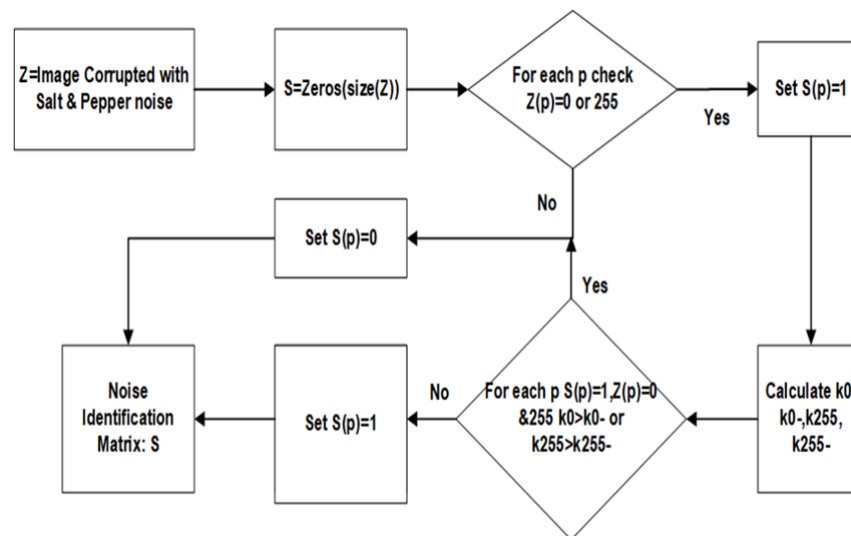 Z=Image Corrupted with
Salt & Pepper noise
S=Zeros(size(Z))
For each p check
Z(p)=0 or 255
Yes
Set S(p)=1
No
Set S(p)=0
Yes
Noise
Identification
Matrix: S
Set S(p)=1
No
For each p S(p)=1,Z(p)=0
&255 k0>k0- or
k255>k255-
Calculate k0
k0-,k255,
k255-